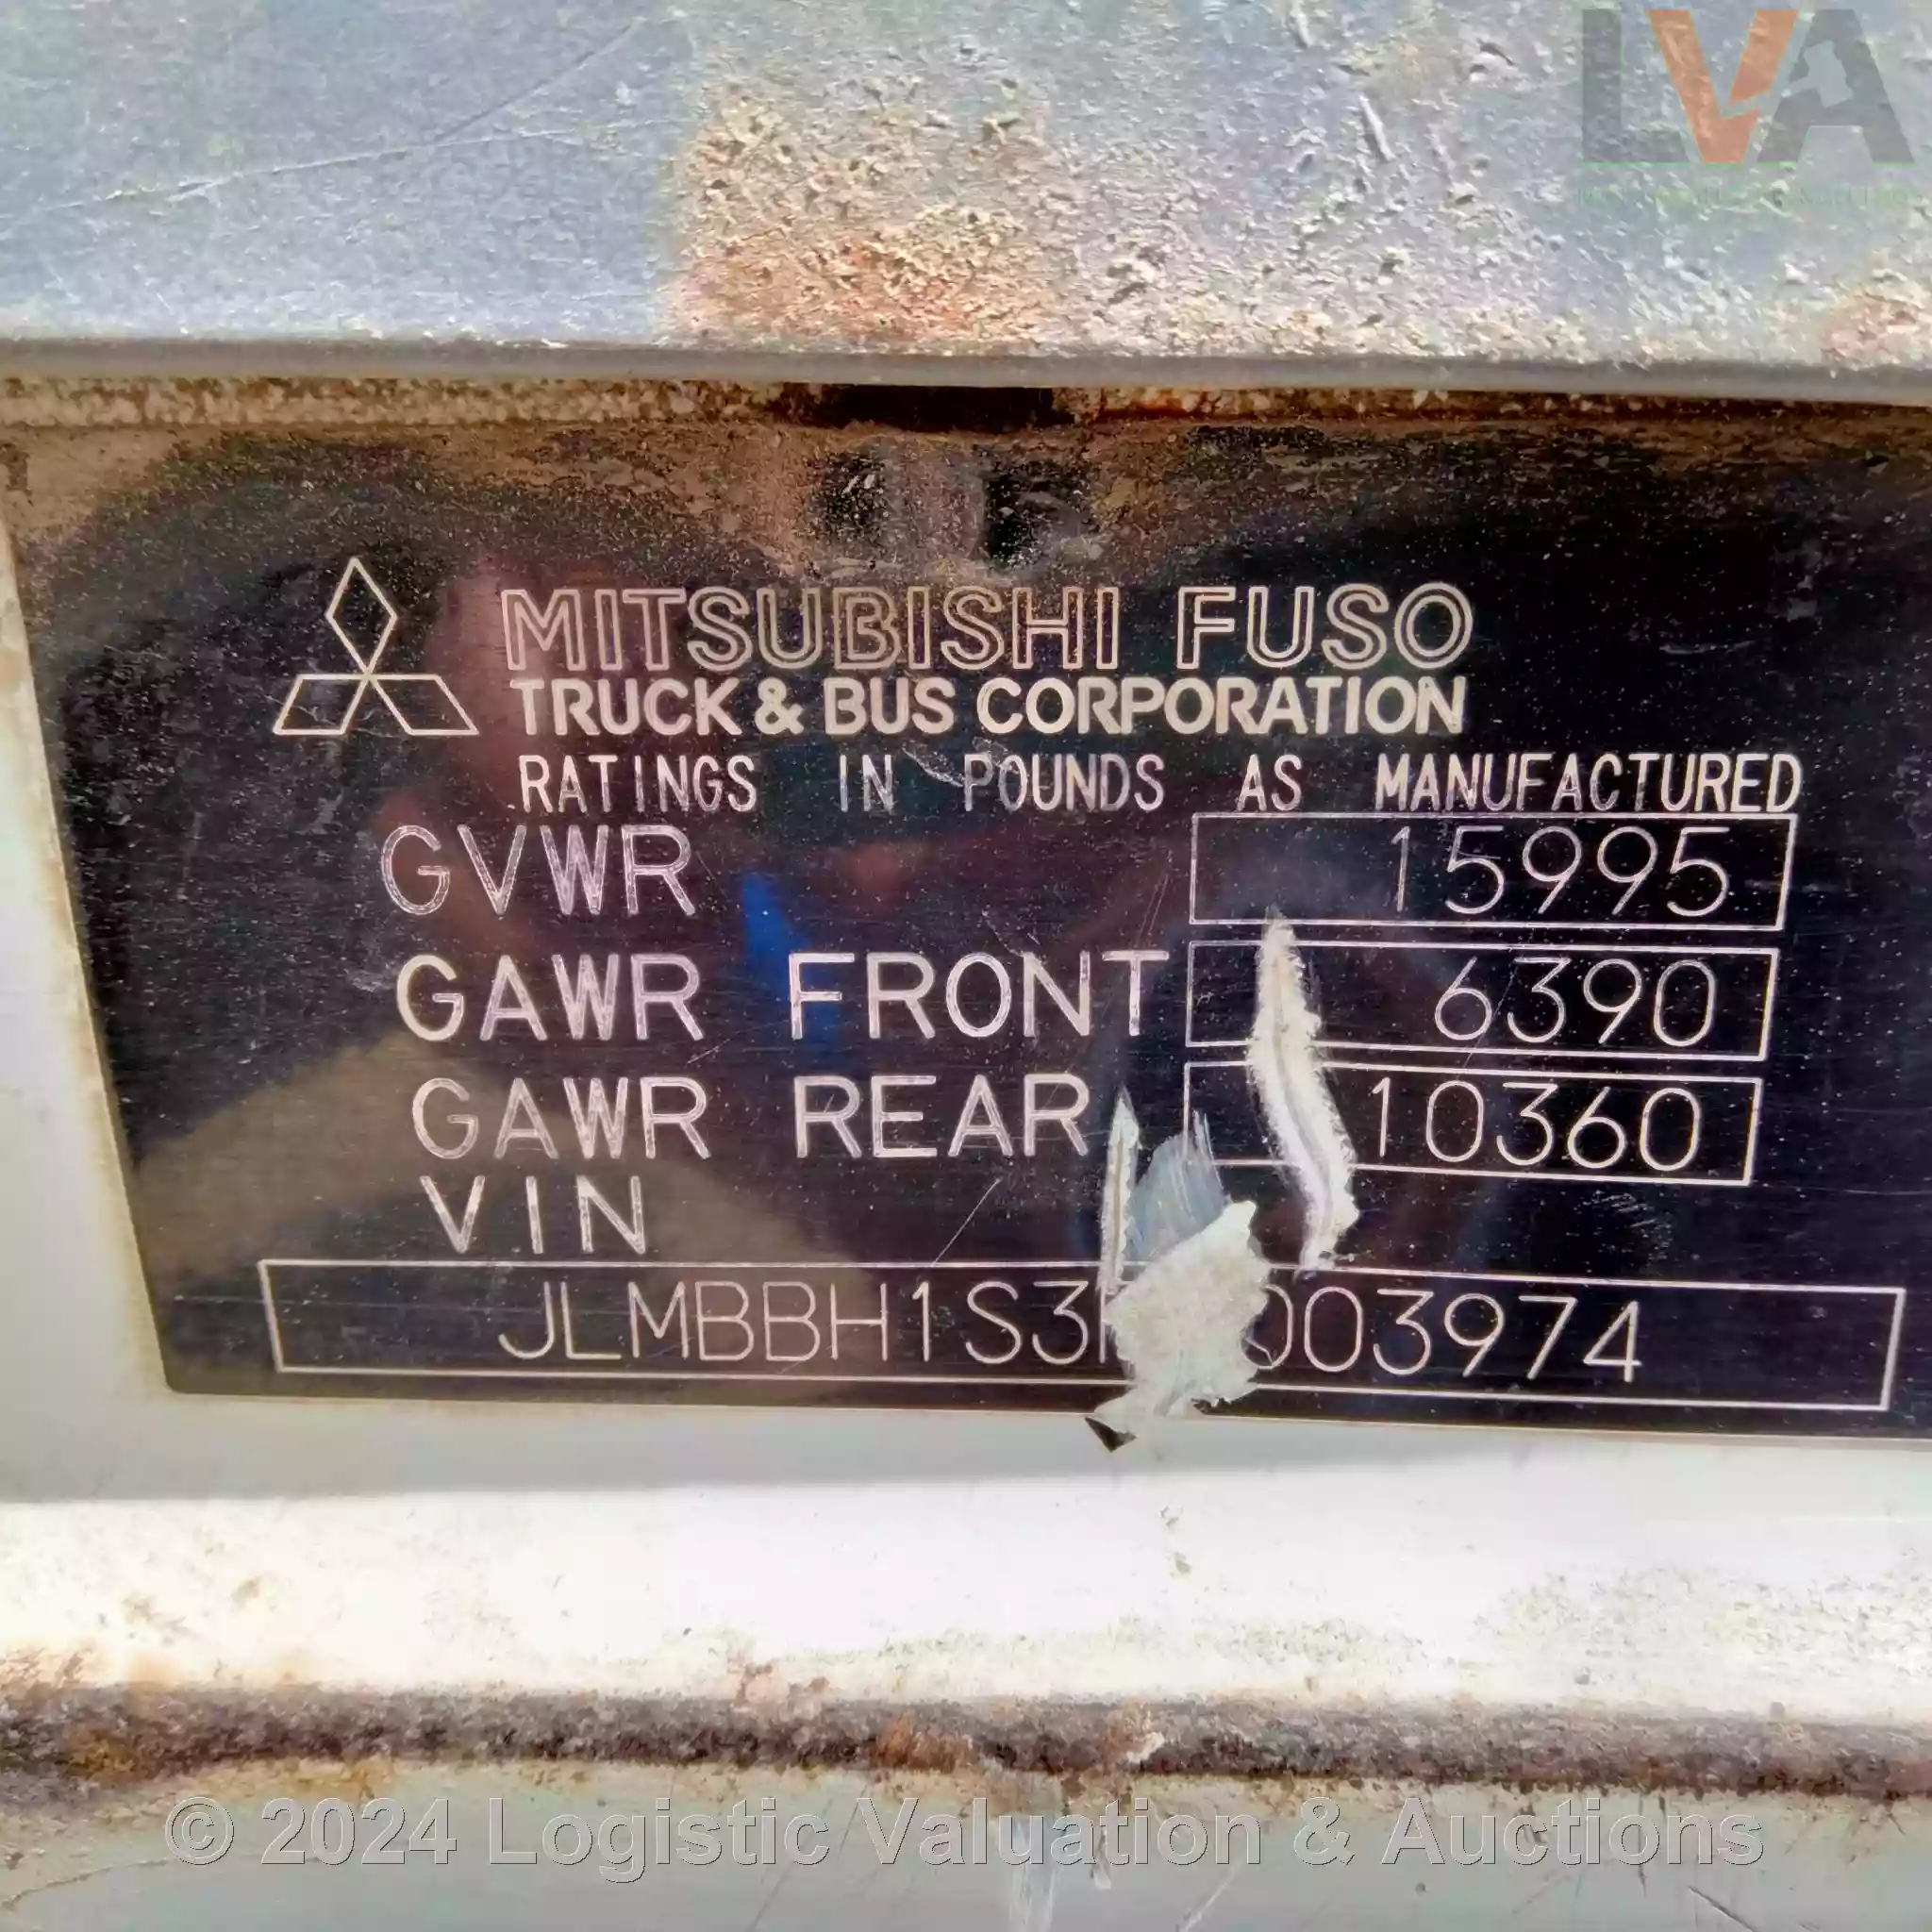 LVA
MITSUBISHI FUSO
TRUCK & BUS CORPORATION
RATINGS IN POUNDS AS MANUFACTURED
GVWR 15995
GAWR FRONT 6390
GAWR REAR 10360
VIN
© 2024 Logistic Valuation & Auctions